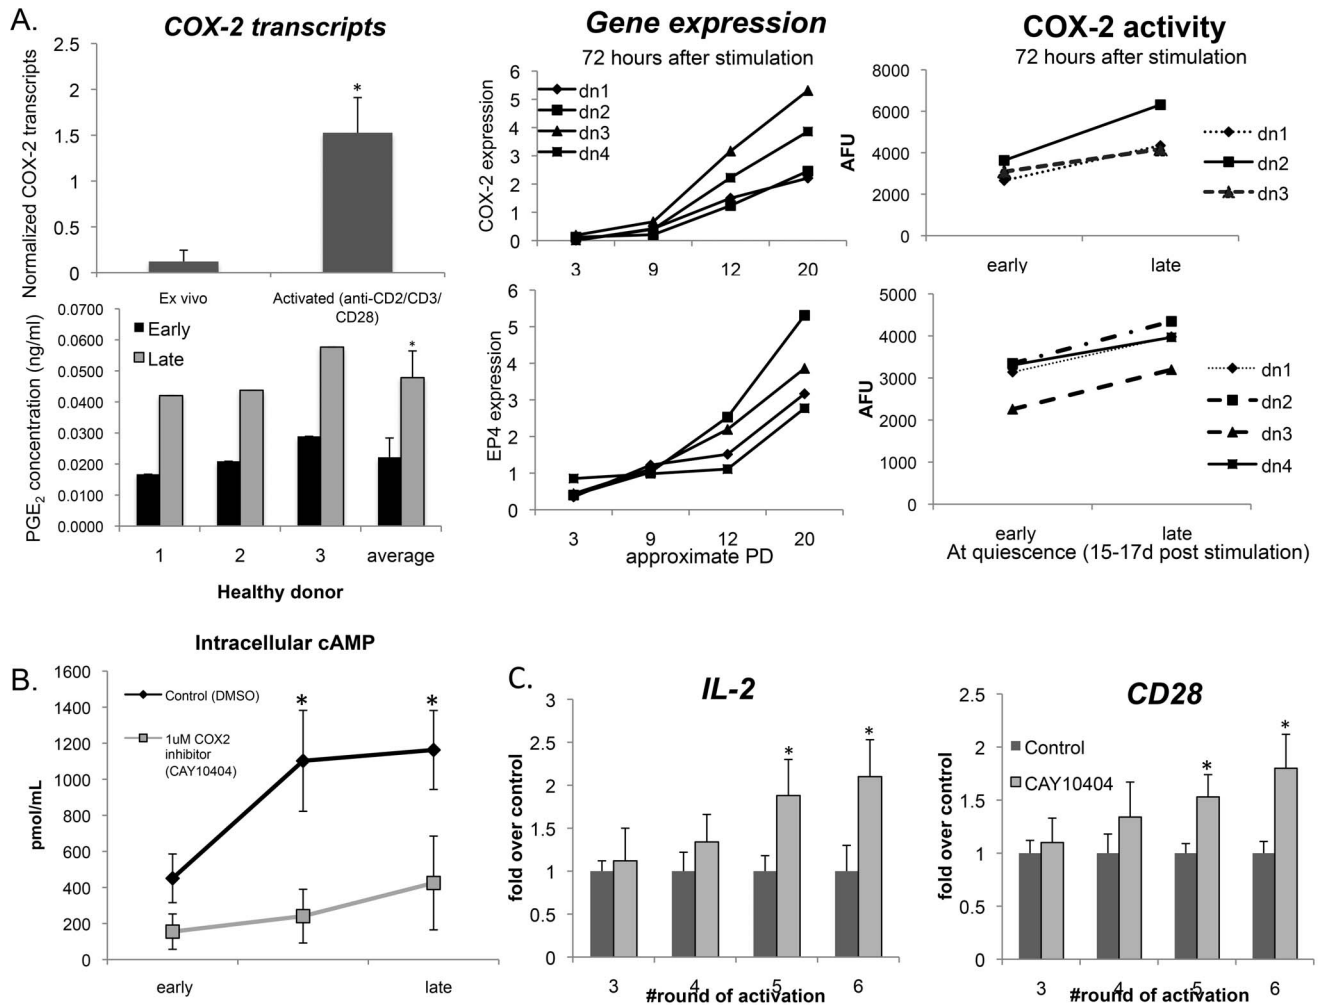 A.
COX-2 transcripts
Normalized COX-2 transcripts
2.5
2
1.5
1
0.5
0
*
Ex vivo
Activated (anti-CD2/CD3/
CD28)
PGE2 concentration (ng/ml)
0.0700
0.0600
0.0500
0.0400
0.0300
0.0200
0.0100
0.0000
Early
Late
*
1 2 3 average
Healthy donor
Gene expression
72 hours after stimulation
COX-2 expression
6
5
4
3
2
1
0
dn1
dn2
dn3
dn4
3 9 12 20
EP4 expression
6
5
4
3
2
1
0
3 9 12 20
approximate PD
COX-2 activity
72 hours after stimulation
AFU
8000
6000
4000
2000
0
dn1
dn2
dn3
early late
AFU
5000
4000
3000
2000
1000
0
dn1
dn2
dn3
dn4
early late
At quiescence (15-17d post stimulation)
B.
Intracellular cAMP
pmol/mL
1600
1400
1200
1000
800
600
400
200
0
Control (DMSO)
1uM COX2
inhibitor
(CAY10404)
* *
early late
C.
IL-2
fold over control
3
2.5
2
1.5
1
0.5
0
* *
3 4 5 6
#round of activation
CD28
fold over control
2.5
2
1.5
1
0.5
0
Control
CAY10404
* *
3 4 5 6
#round of activation